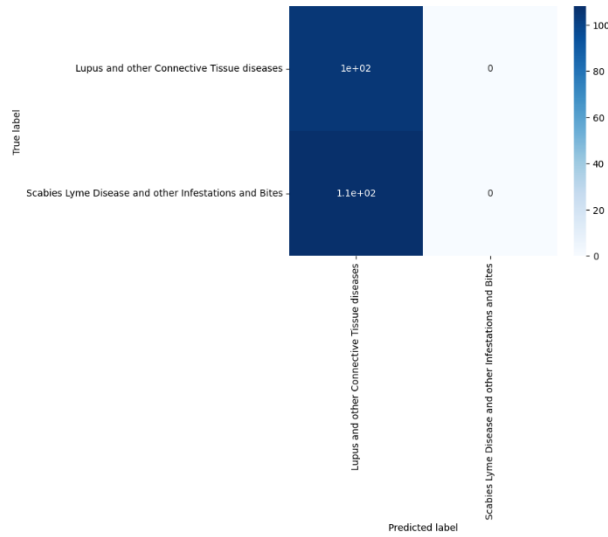 100
80
60
40
20
0
True label
Lupus and other Connective Tissue diseases
1e+02
0
Scabies Lyme Disease and other Infestations and Bites
1.1e+02
0
Lupus and other Connective Tissue diseases
Scabies Lyme Disease and other Infestations and Bites
Predicted label